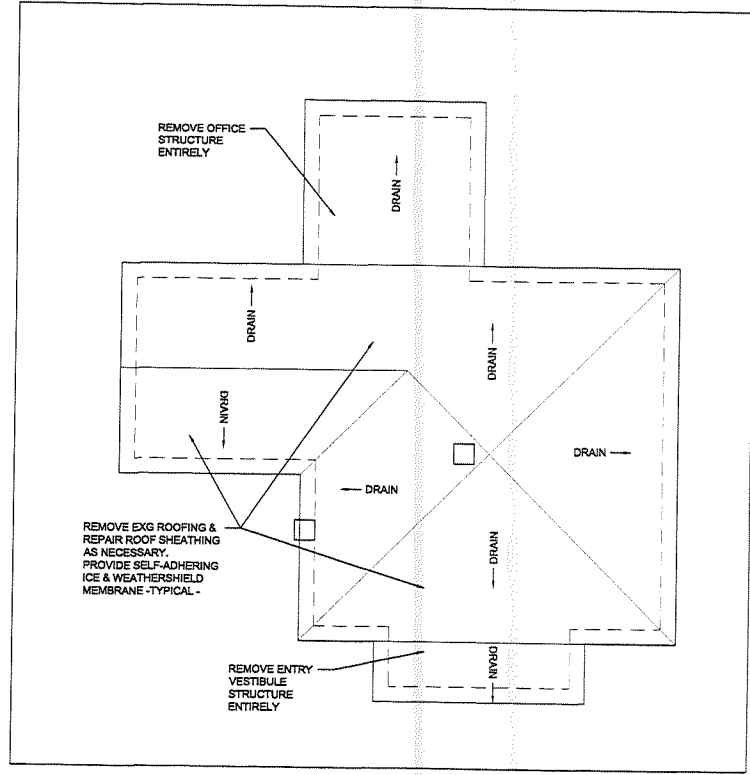 REMOVE OFFICE
STRUCTURE
ENTIRELY
DRAIN
DRAIN
DRAIN
DRAIN
DRAIN
DRAIN
REMOVE EXG ROOFING &
REPAIR ROOF SHEATHING
AS NECESSARY.
PROVIDE SELF-ADHERING
ICE & WEATHERSHIELD
MEMBRANE -TYPICAL -
DRAIN
REMOVE ENTRY
VESTIBULE
STRUCTURE
ENTIRELY
DRAIN